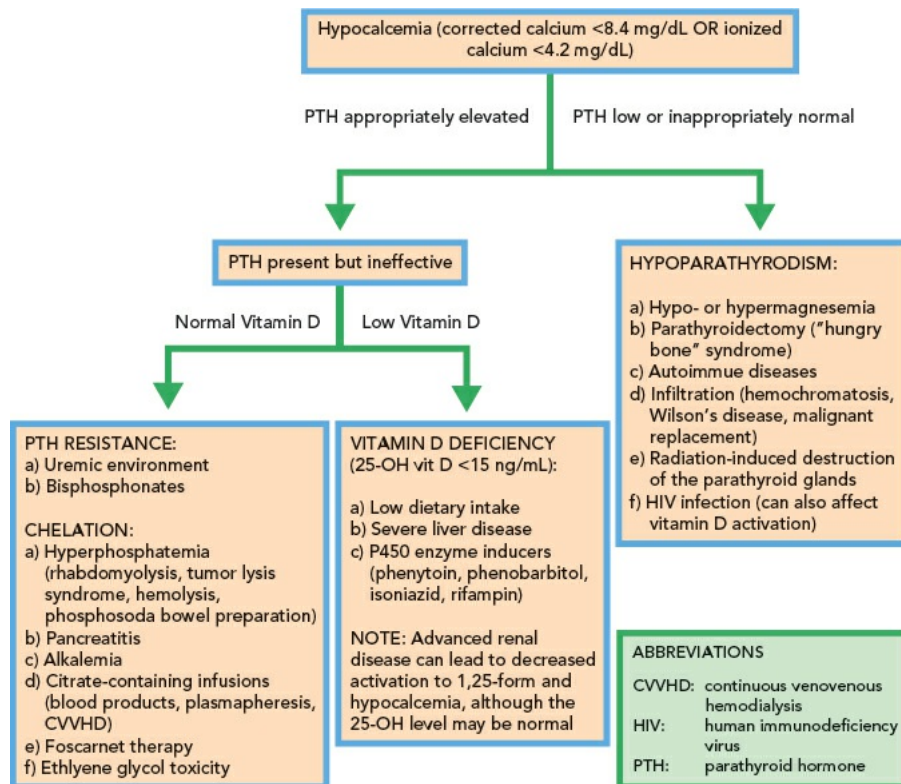 Hypocalcemia (corrected calcium <8.4 mg/dL OR ionized
calcium <4.2 mg/dL)
PTH appropriately elevated
PTH low or inappropriately normal
PTH present but ineffective
Normal Vitamin D
Low Vitamin D
HYPOPARATHYRODISM:
a) Hypo- or hypermagnesemia
b) Parathyroidectomy ("hungry
bone" syndrome)
c) Autoimmue diseases
d) Infiltration (hemochromatosis,
Wilson's disease, malignant
replacement)
e) Radiation-induced destruction
of the parathyroid glands
f) HIV infection (can also affect
vitamin D activation)
PTH RESISTANCE:
a) Uremic environment
b) Bisphosphonates
CHELATION:
a) Hyperphosphatemia
(rhabdomyolysis, tumor lysis
syndrome, hemolysis,
phosphosoda bowel preparation)
b) Pancreatitis
c) Alkalemia
d) Citrate-containing infusions
(blood products, plasmapheresis,
CVVHD)
e) Foscarnet therapy
f) Ethlyene glycol toxicity
VITAMIN D DEFICIENCY
(25-OH vit D <15 ng/mL):
a) Low dietary intake
b) Severe liver disease
c) P450 enzyme inducers
(phenytoin, phenobarbitol,
isoniazid, rifampin)
NOTE: Advanced renal
disease can lead to decreased
activation to 1,25-form and
hypocalcemia, although the
25-OH level may be normal
ABBREVIATIONS
CVVHD: continuous venovenous
hemodialysis
HIV: human immunodeficiency
virus
PTH: parathyroid hormone